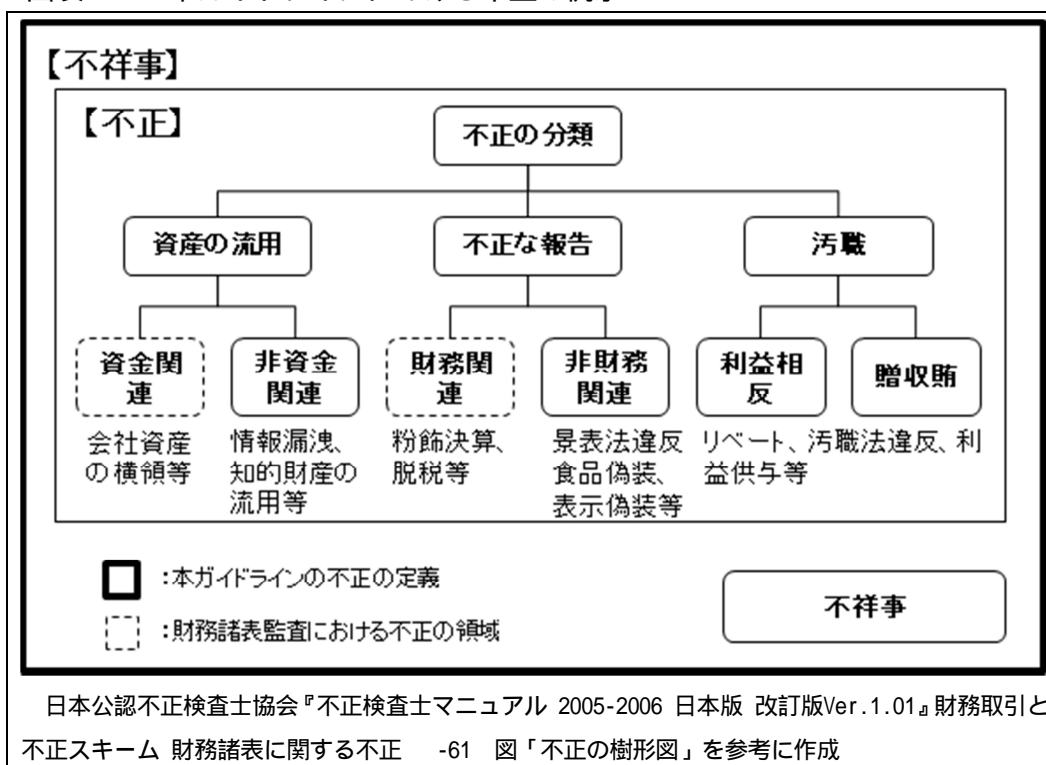 【不祥事】
【不正】
不正の分類
資産の流用
不正な報告
汚職
資金関
連
非資金
関連
財務関
連
非財務
関連
利益相
反
贈収賄
会社資産
の横領等
情報漏洩、
知的財産の
流用等
粉飾決算、
脱税等
景表法違反
食品偽装、
表示偽装等
リベート、汚職法違反、利
益供与等
:本ガイドラインの不正の定義
:財務諸表監査における不正の領域
不祥事
日本公認不正検査士協会『不正検査士マニュアル 2005-2006 日本版 改訂版Ver.1.01』財務取引と
不正スキーム 財務諸表に関する不正 -61 図「不正の樹形図」を参考に作成